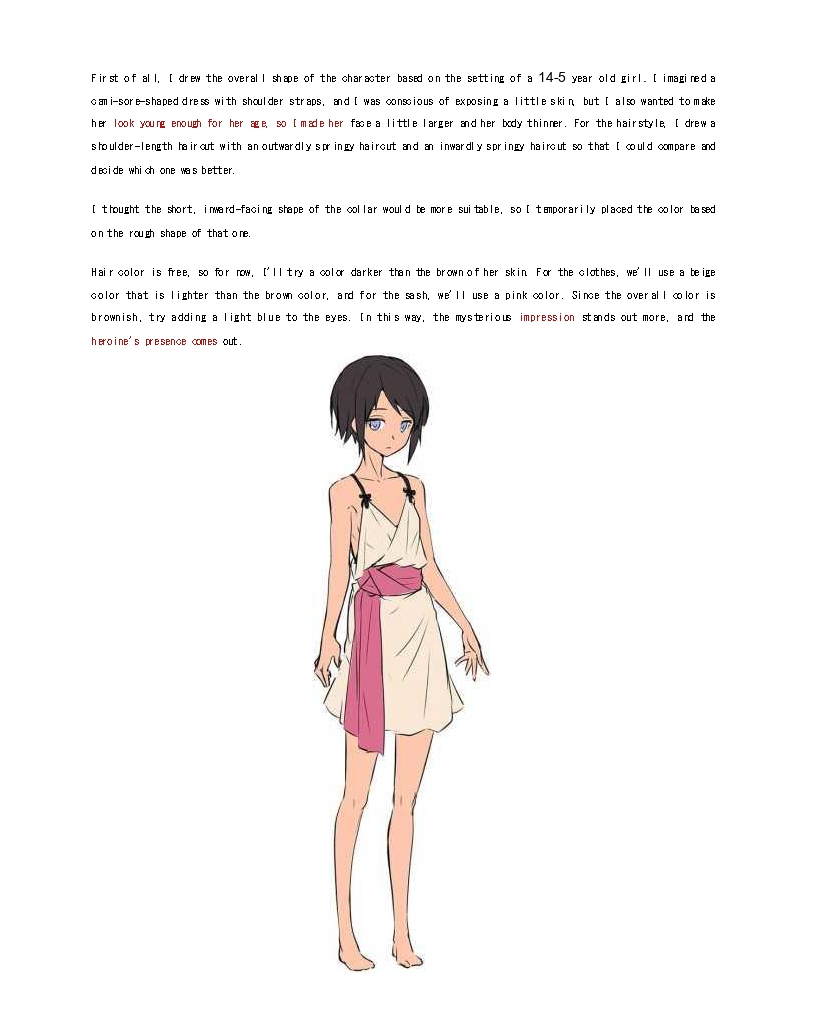 First of all, I drew the overall shape of the character based on the setting of a 14-5 year old girl. I imagined a
cami-sore-shaped dress with shoulder straps, and I was conscious of exposing a little skin, but I also wanted to make
her look young enough for her age, so I made her face a little larger and her body thinner. For the hairstyle, I drew a
shoulder-length haircut with an outwardly springy haircut and an inwardly springy haircut so that I could compare and
decide which one was better.
I thought the short, inward-facing shape of the collar would be more suitable, so I temporarily placed the color based
on the rough shape of that one.
Hair color is free, so for now, I'll try a color darker than the brown of her skin. For the clothes, we'll use a beige
color that is lighter than the brown color, and for the sash, we'll use a pink color. Since the overall color is
brownish, try adding a light blue to the eyes. In this way, the mysterious impression stands out more, and the
heroine's presence comes out.